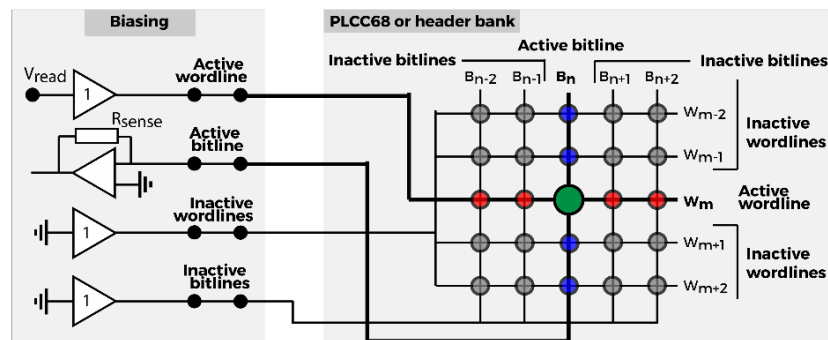 Biasing
PLCC68 or header bank
Vread
1
Active
wordline
Rsense
Active
bitline
Inactive
wordlines
1
Inactive
bitlines
1
Active bitline
Inactive bitlines
Inactive bitlines
Bn-2 Bn-1 Bn Bn+1 Bn+2
Wm-2
Wm-1
Inactive
wordlines
Wm Active
wordline
Wm+1
Wm+2
Inactive
wordlines